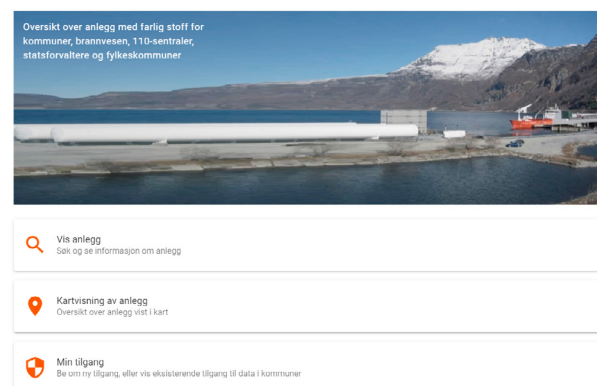 Oversikt over anlegg med farlig stoff for
kommuner, brannvesen, 110-sentraler,
statsforvaltere og fylkeskommuner
Vis anlegg
Søk og se informasjon om anlegg
Kartvisning av anlegg
Oversikt over anlegg vist i kart
Min tilgang
Be om ny tilgang, eller vis eksisterende tilgang til data i kommuner